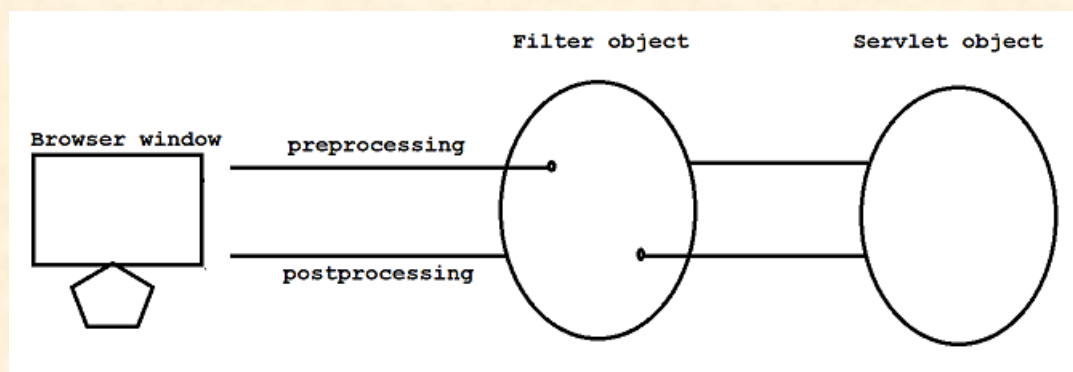 Filter object
Servlet object
Browser window
preprocessing
postprocessing